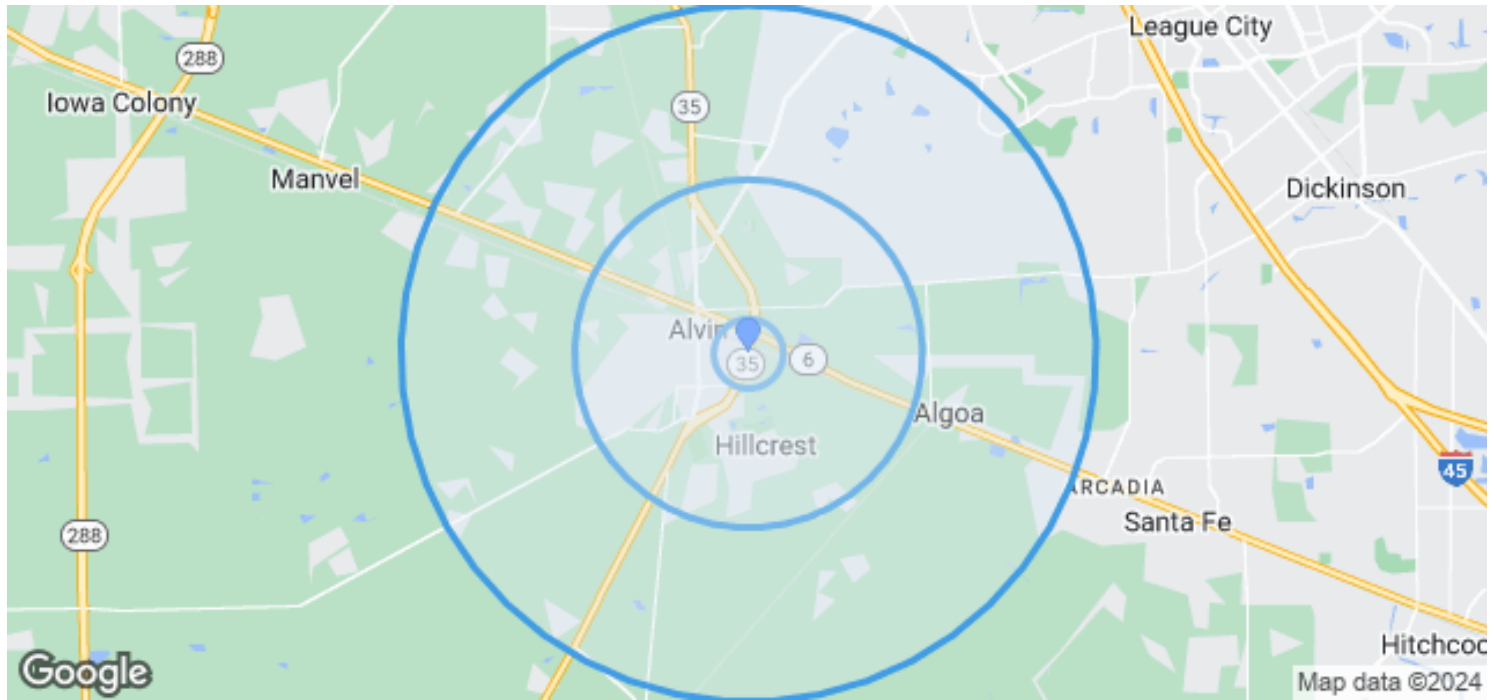 League City
288
Iowa Colony
35
Manvel
Dickinson
Alvin
35
6
Algoa
Hillcrest
45
ARCADIA
Santa Fe
288
Hitchcoc
Google
Map data ©2024